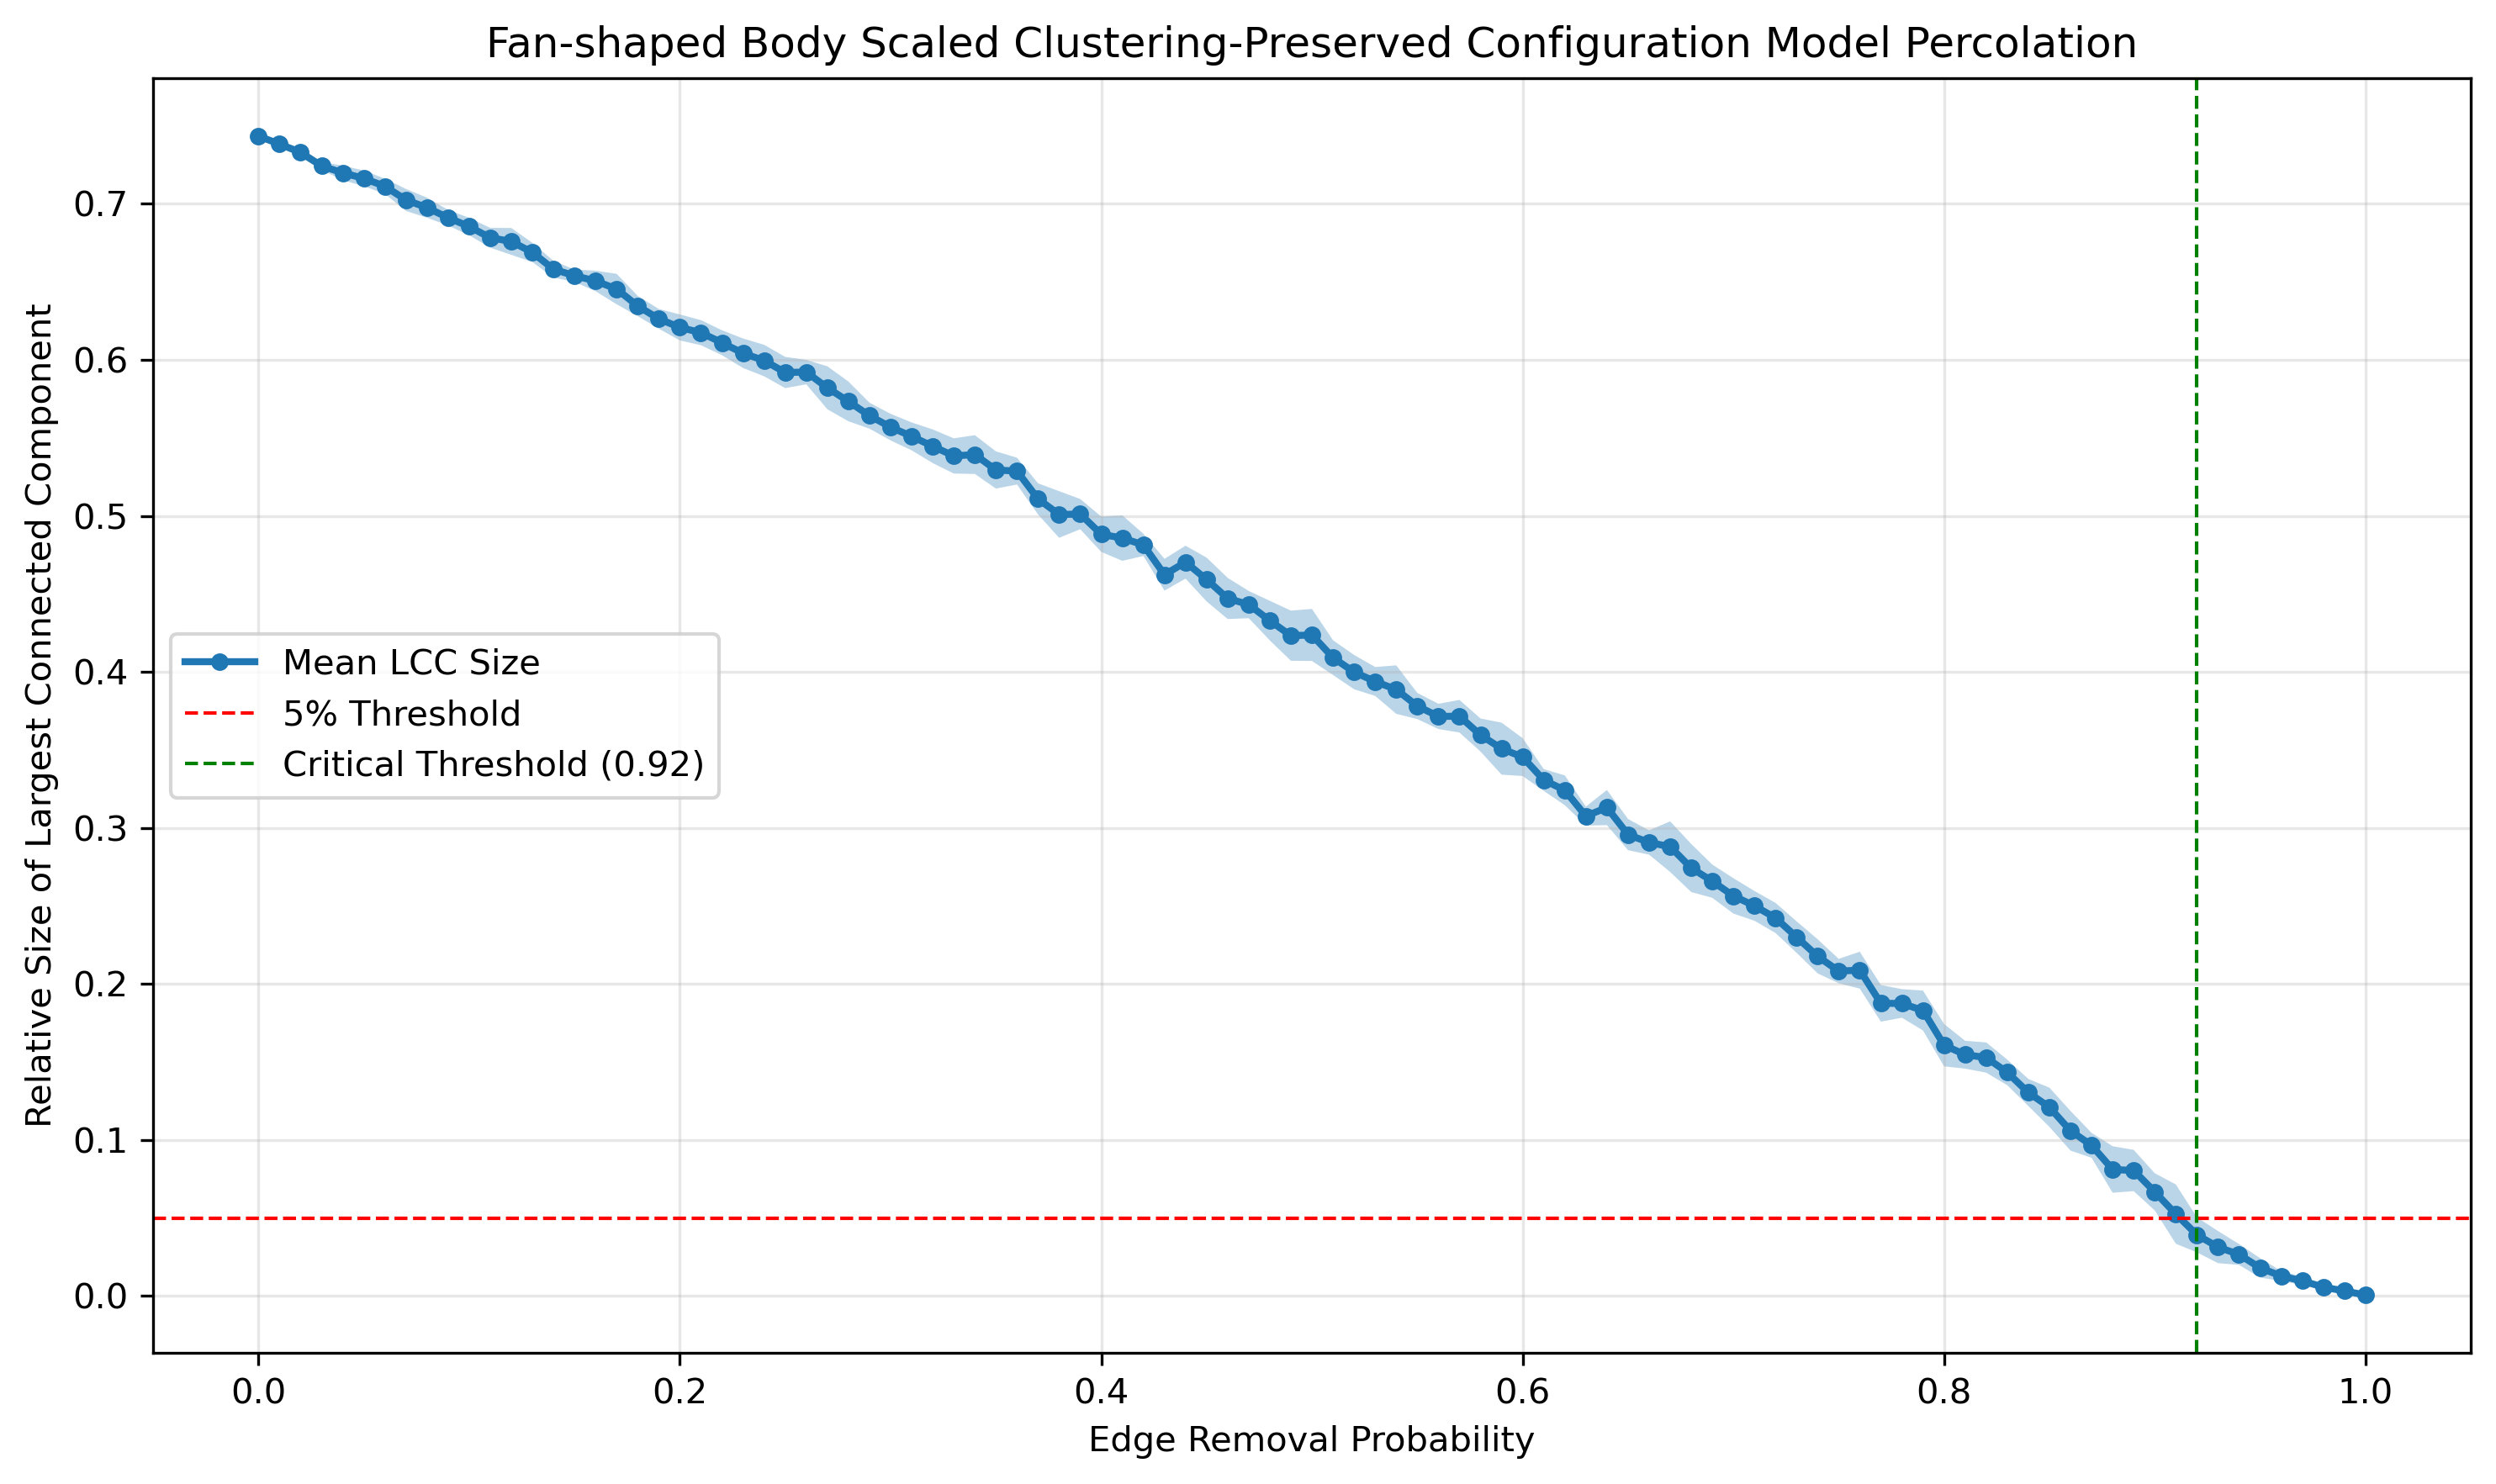 Fan-shaped Body Scaled Clustering-Preserved Configuration Model Percolation
Relative Size of Largest Connected Component
0.7
0.6
0.5
0.4
0.3
0.2
0.1
0.0
Mean LCC Size
5% Threshold
Critical Threshold (0.92)
0.0
0.2
0.4
0.6
0.8
1.0
Edge Removal Probability